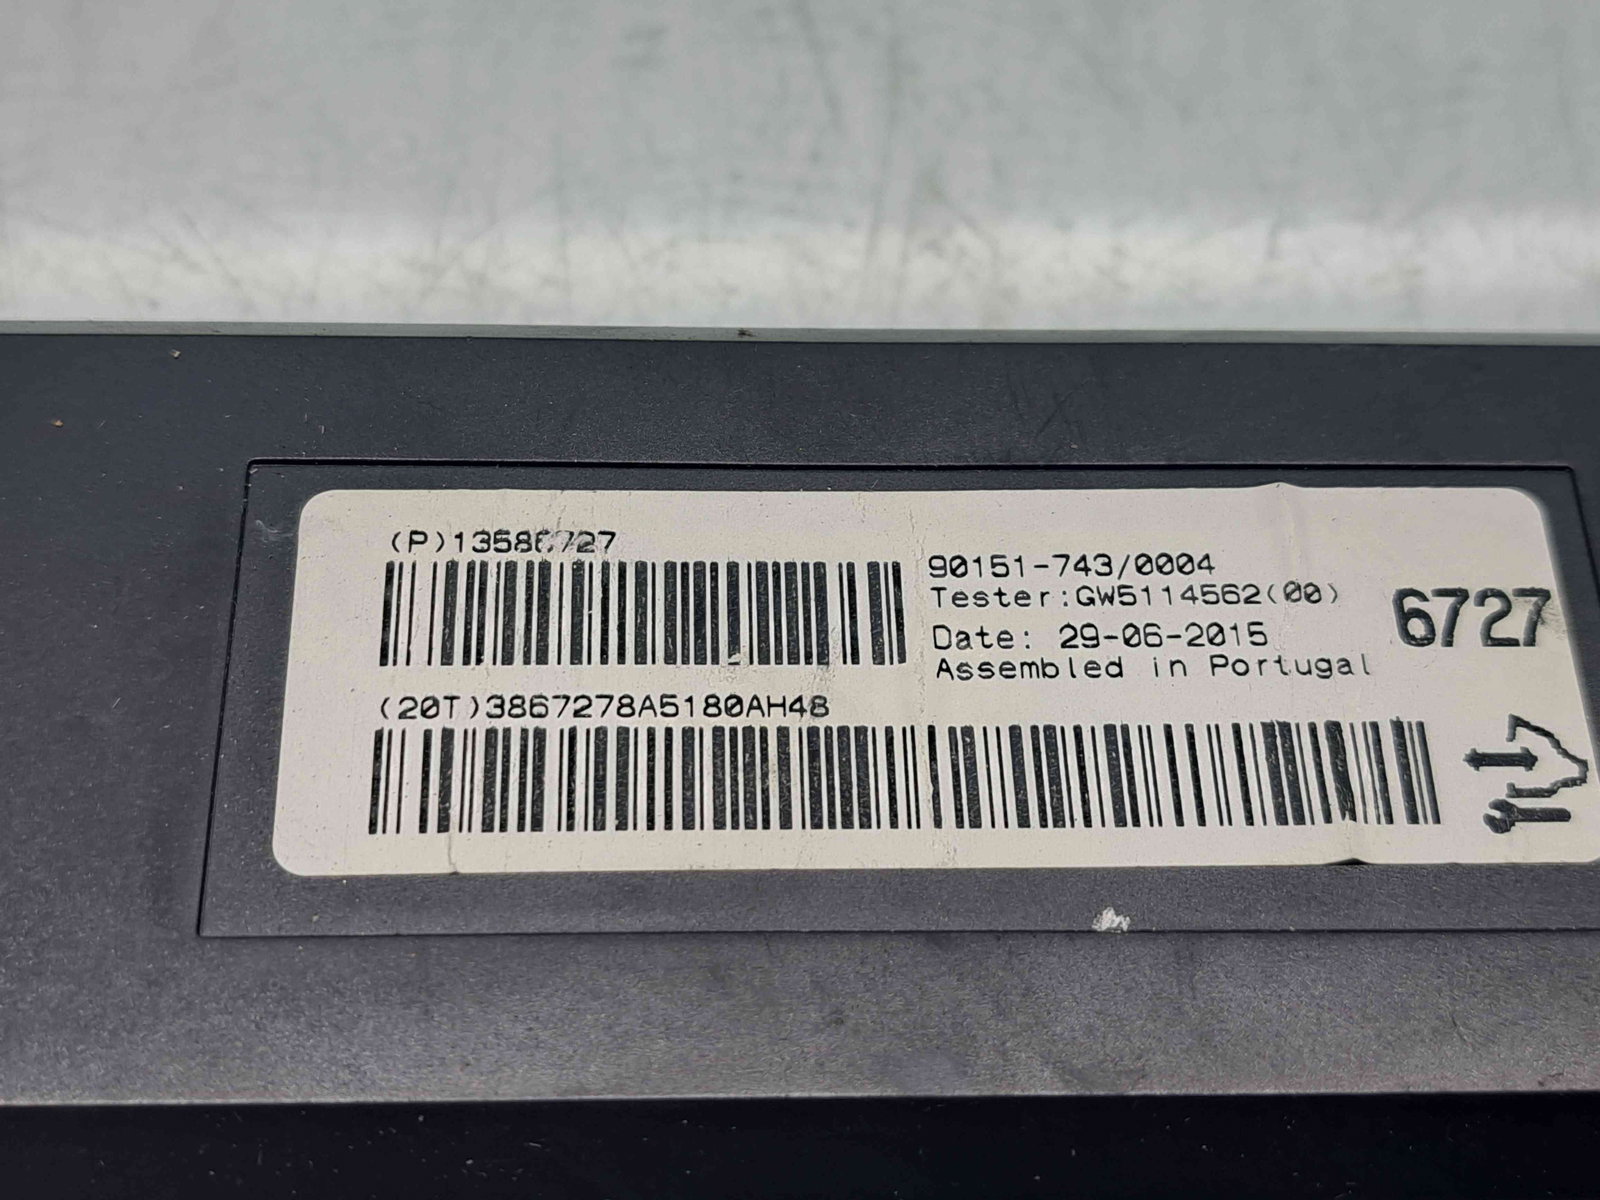 (P)13586727
90151-743/0004
Tester:GW5114562(00)
Date: 29-06-2015
Assembled in Portugal
6727
(20T)3867278A5180AH48